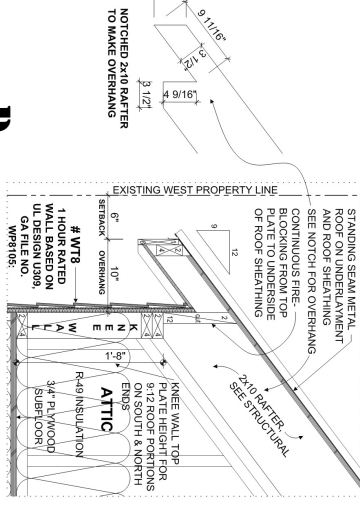 9 11/16"
3 1/2"
4 9/16"
3 1/2"
NOTCHED 2x10 RAFTER
TO MAKE OVERHANG
STANDING SEAM METAL
ROOF ON UNDERLAYMENT
AND ROOF SHEATHING
SEE NOTCH FOR OVERHANG
CONTINUOUS FIRE-
BLOCKING FROM TOP
PLATE TO UNDERSIDE
OF ROOF SHEATHING
EXISTING WEST PROPERTY LINE
12
9
6"
SETBACK
10"
OVERHANG
# WT8
1 HOUR RATED
WALL BASED ON
UL DESIGN U309,
GA FILE NO.
WP8105:
2x10 RAFTER,
SEE STRUCTURAL
2
12
KNEE WALL
1'-8"
KNEE WALL TOP
PLATE HEIGHT FOR
9:12 ROOF PORTIONS
ON SOUTH & NORTH
ENDS
ATTIC
R-49 INSULATION
3/4" PLYWOOD
SUBFLOOR